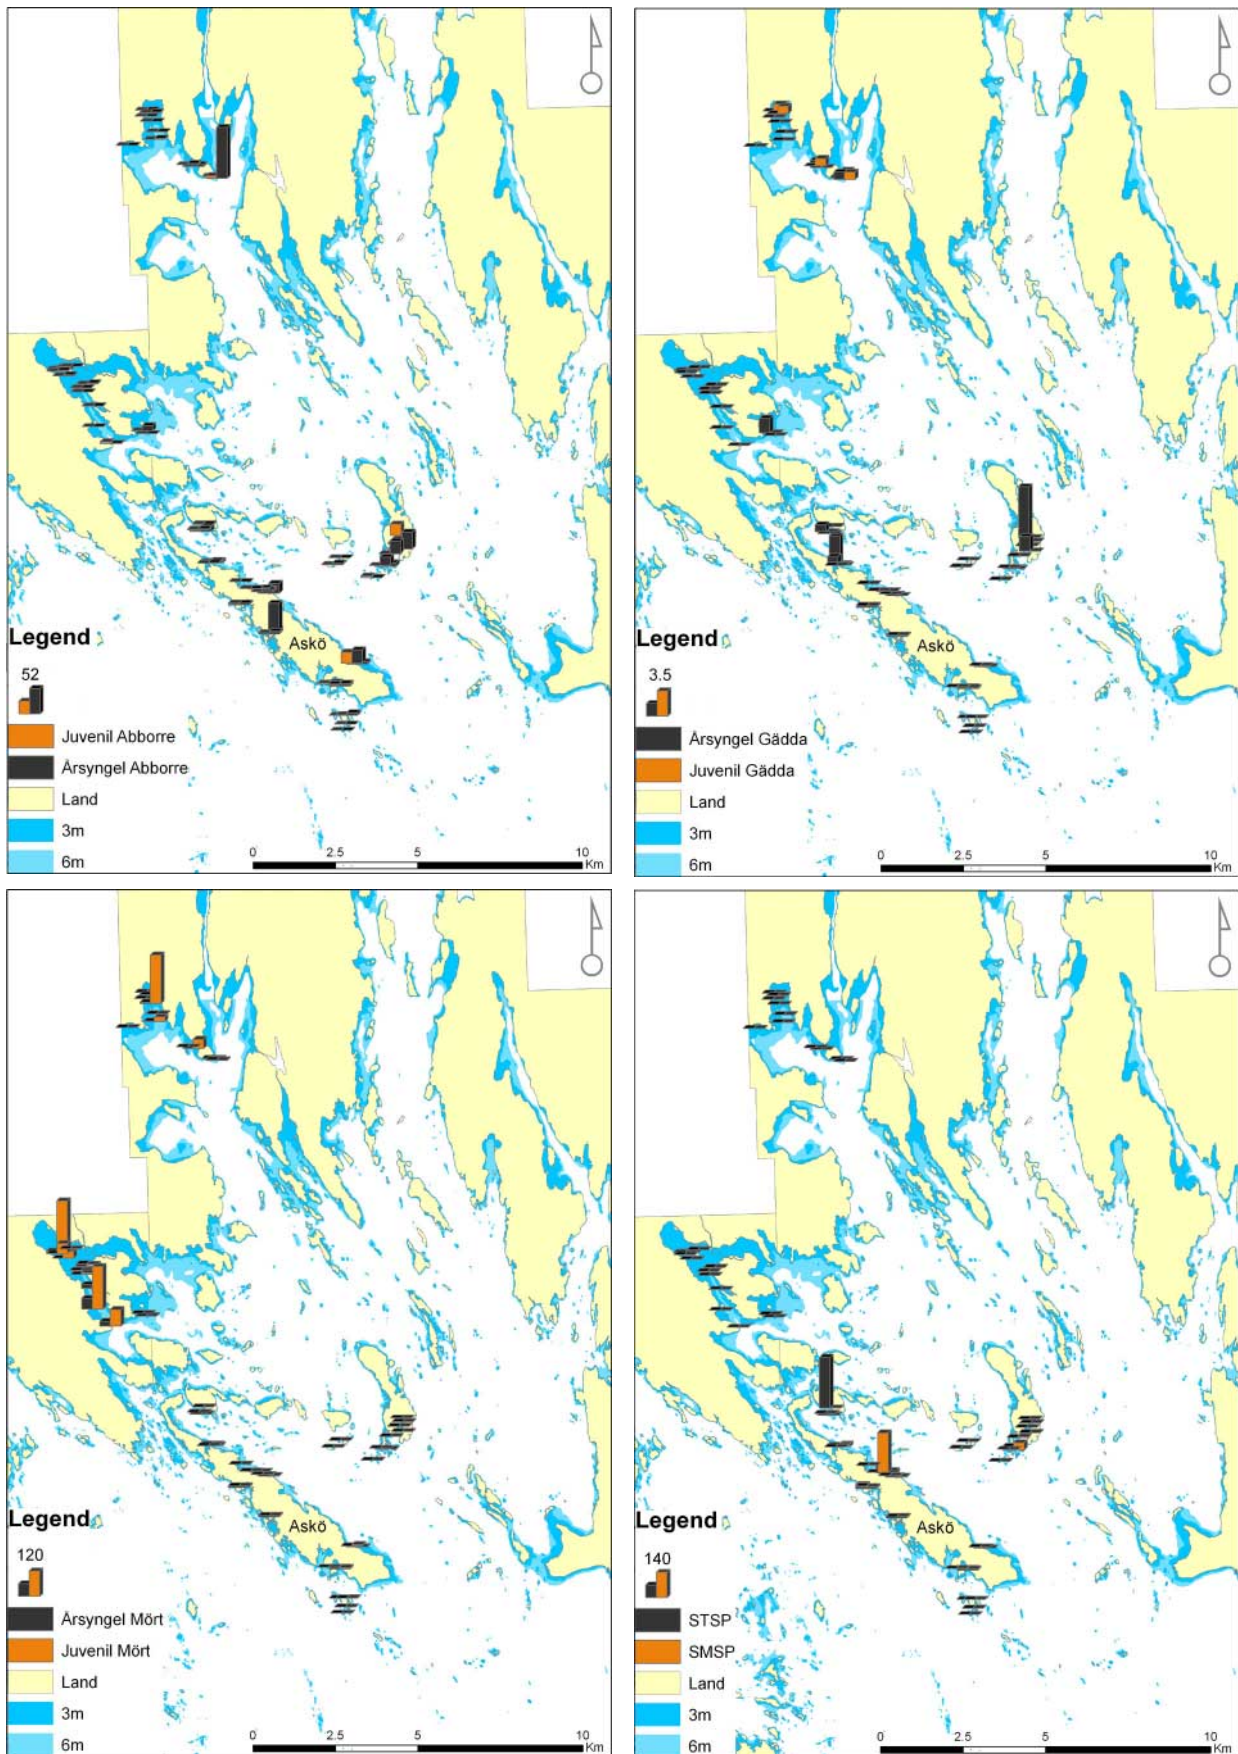 Askö
Legend
52
Juvenil Abborre
Årsyngel Abborre
Land
3m
6m
0 2.5 5 10
Km
Askö
Legend
3.5
Årsyngel Gädda
Juvenil Gädda
Land
3m
6m
0 2.5 5 10
Km
Askö
Legend
120
Årsyngel Mört
Juvenil Mört
Land
3m
6m
0 2.5 5 10
Km
Askö
Legend
140
STSP
SMSP
Land
3m
6m
0 2.5 5 10
Km